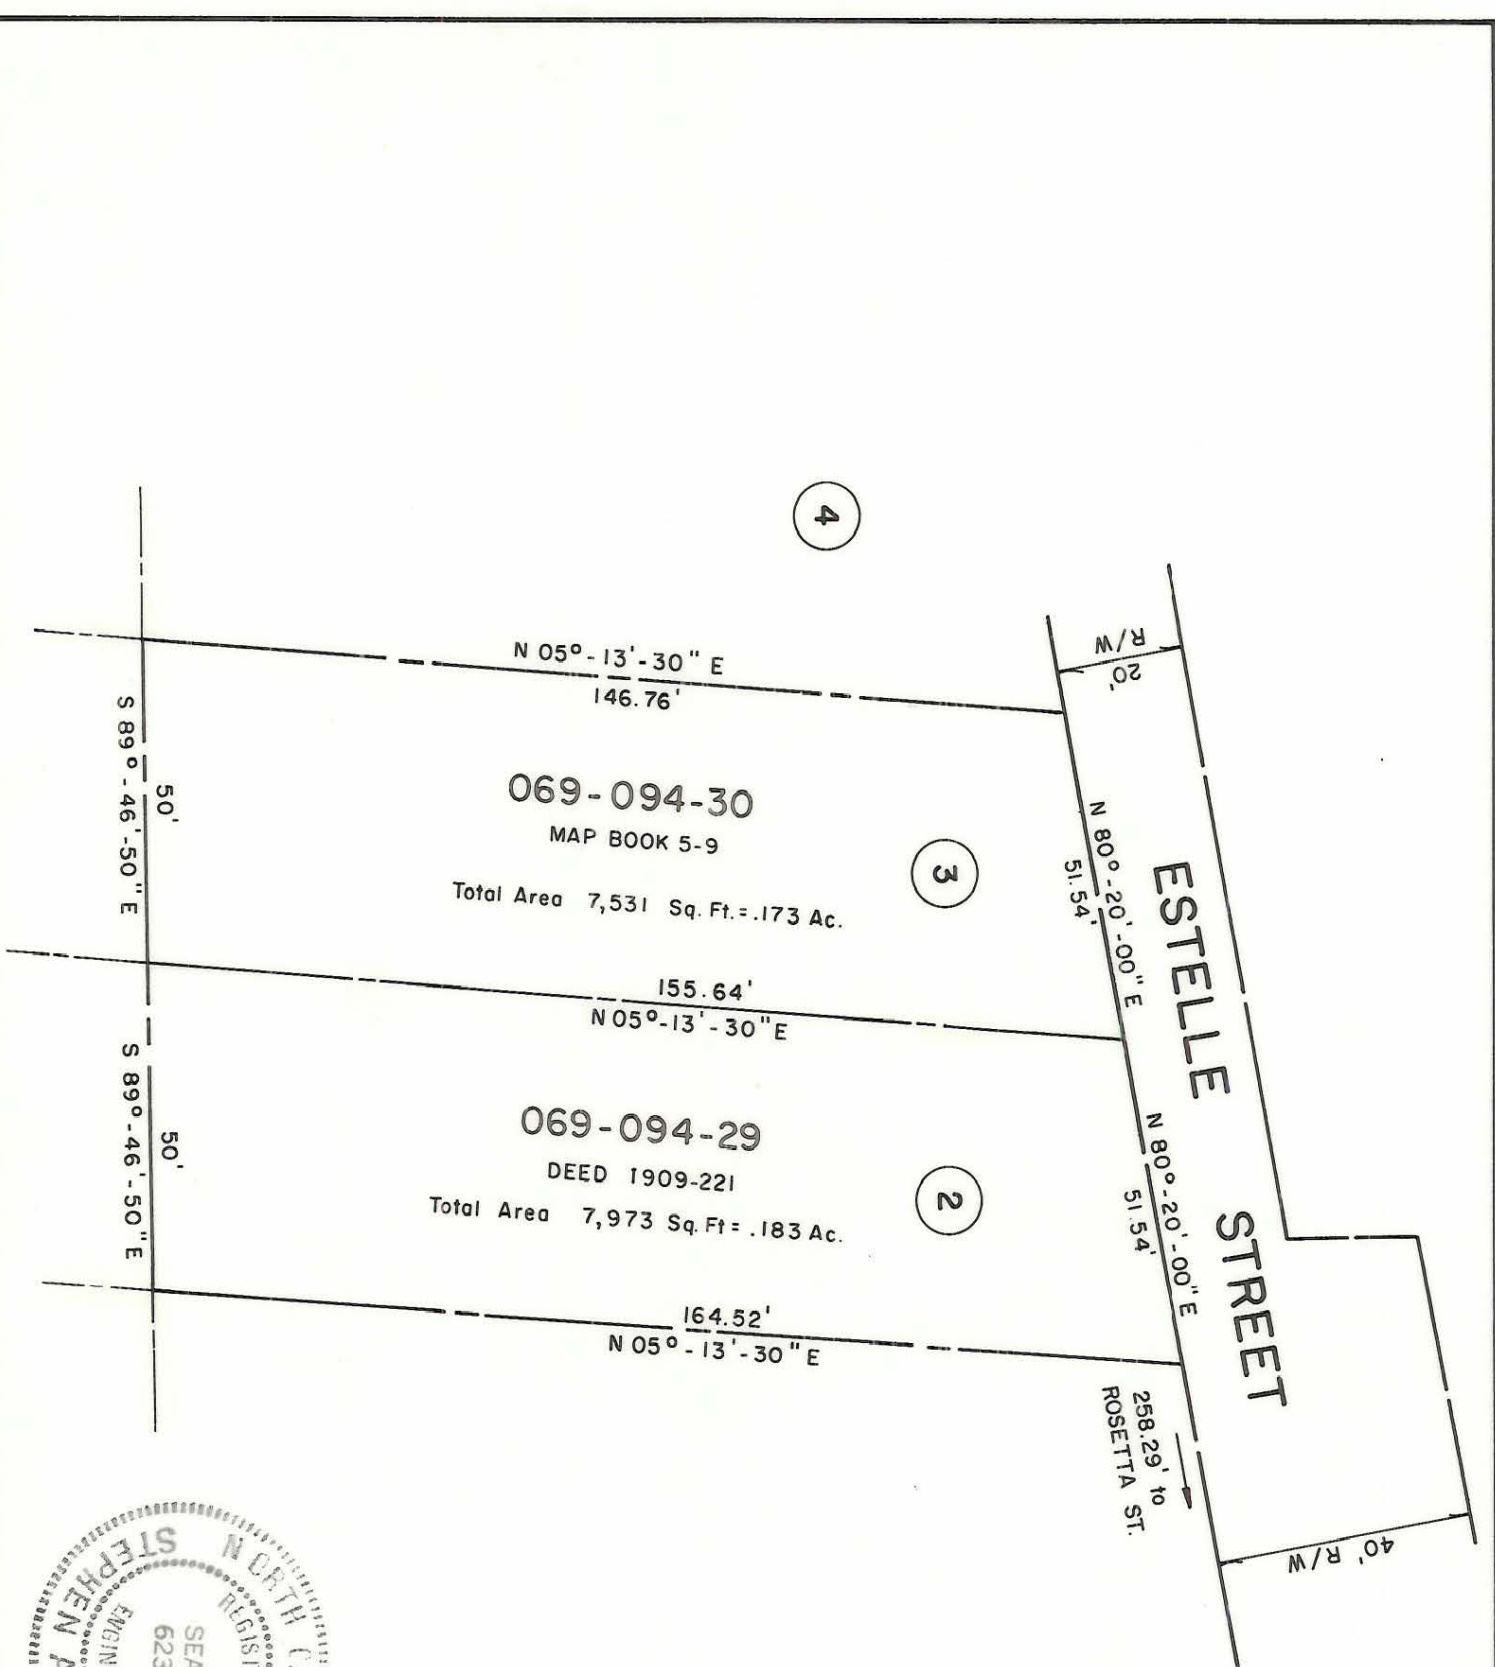 4
20'
R/W
N 05° - 13' - 30" E
146.76'
069-094-30
MAP BOOK 5-9
Total Area 7,531 Sq. Ft. = .173 Ac.
3
S 89° - 46' - 50" E
50'
N 80° - 20' - 00" E
51.54'
ESTELLE STREET
155.64'
N 05° - 13' - 30" E
069-094-29
DEED 1909-221
Total Area 7,973 Sq. Ft = .183 Ac.
2
S 89° - 46' - 50" E
50'
N 80° - 20' - 00" E
51.54'
164.52'
N 05° - 13' - 30" E
258.29' to
ROSETTA ST.
40' R/W
NORTH
STEPHEN